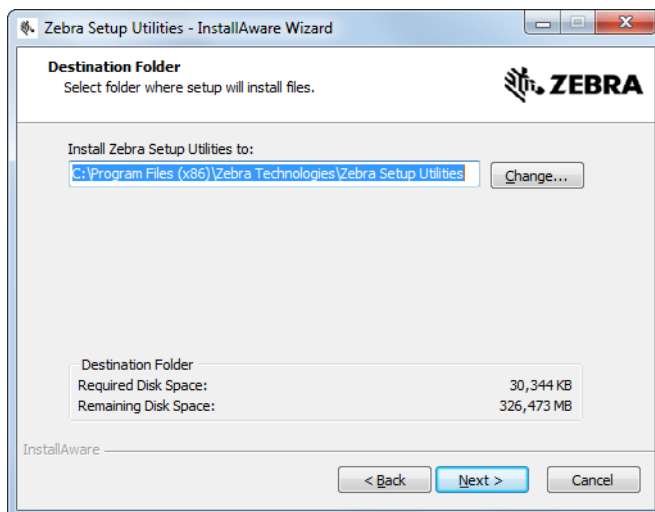 Zebra Setup Utilities - InstallAware Wizard
Destination Folder
Select folder where setup will install files.
ZEBRA
Install Zebra Setup Utilities to:
C:\Program Files (x86)\Zebra Technologies\Zebra Setup Utilities
Change...
Destination Folder
Required Disk Space: 30,344 KB
Remaining Disk Space: 326,473 MB
InstallAware
< Back Next > Cancel